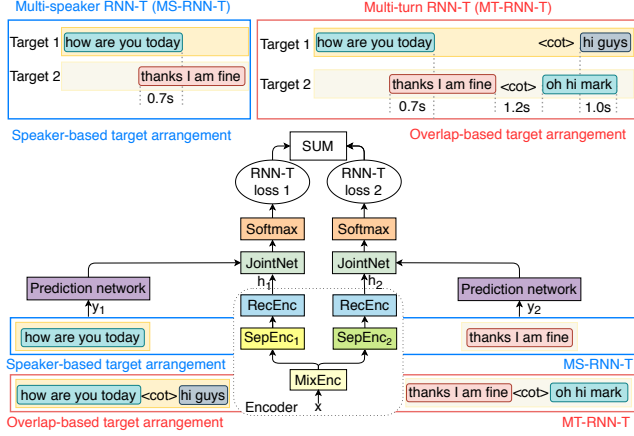 Multi-speaker RNN-T (MS-RNN-T)
Target 1 how are you today
Target 2 thanks I am fine
0.7s
Speaker-based target arrangement
Multi-turn RNN-T (MT-RNN-T)
Target 1 how are you today <cot> hi guys
Target 2 thanks I am fine <cot> oh hi mark
0.7s 1.2s 1.0s
Overlap-based target arrangement
SUM
RNN-T loss 1
RNN-T loss 2
Softmax Softmax
JointNet JointNet
h1 h2
Prediction network Prediction network
y1 y2
RecEnc RecEnc
SepEnc1 SepEnc2
how are you today thanks I am fine
Speaker-based target arrangement MS-RNN-T
MixEnc
how are you today <cot> hi guys thanks I am fine <cot> oh hi mark
Encoder x
Overlap-based target arrangement MT-RNN-T